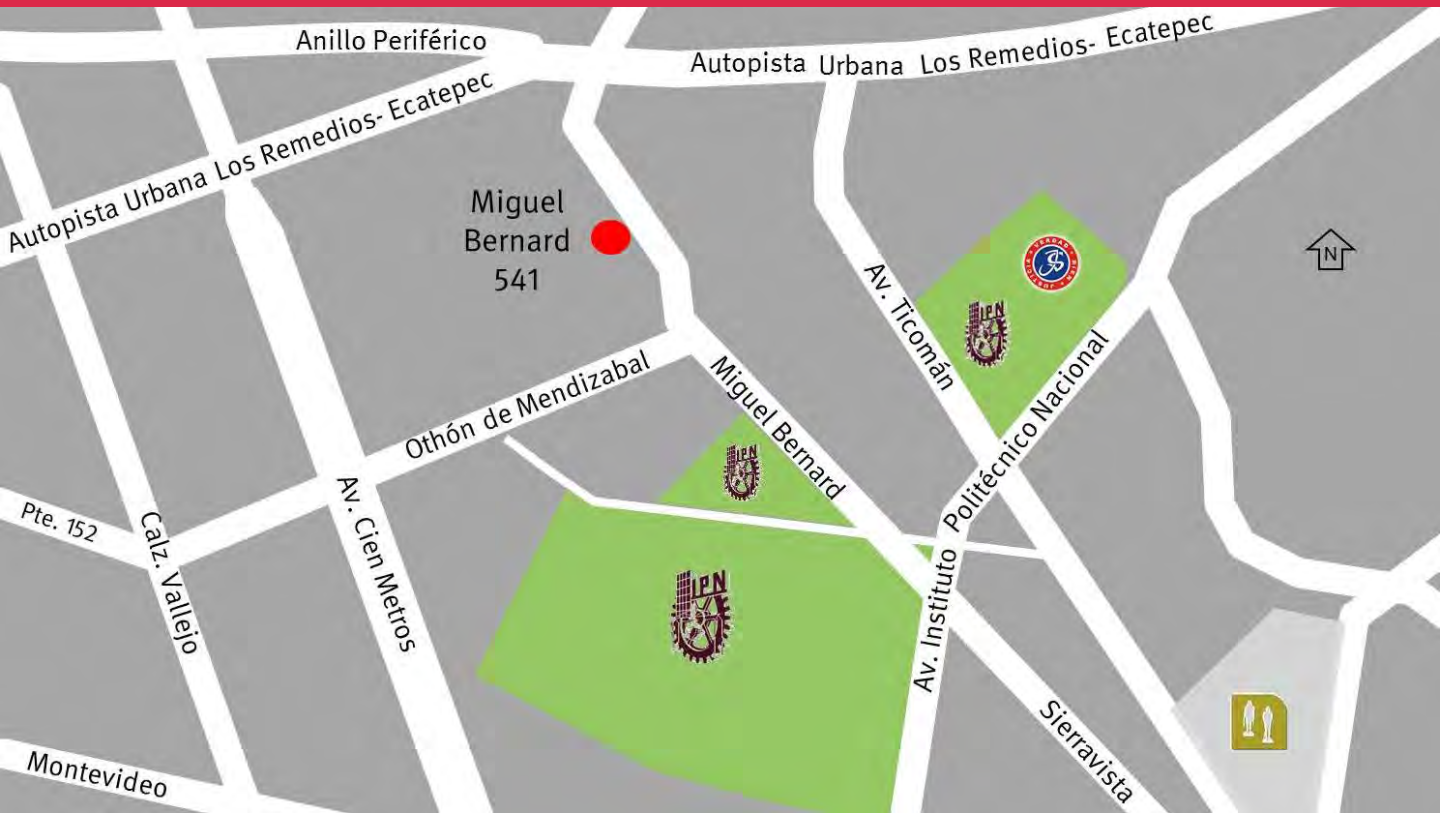 Anillo Periférico
Autopista Urbana Los Remedios- Ecatepec
Autopista Urbana Los Remedios- Ecatepec
Miguel
Bernard
541
N
Av. Ticomán
IPN
Othón de Mendizabal
Miguel Bernard
Av. Instituto Politécnico Nacional
IPN
Pte. 152
Calz. Vallejo
Av. Cien Metros
IPN
Sierravista
Montevideo